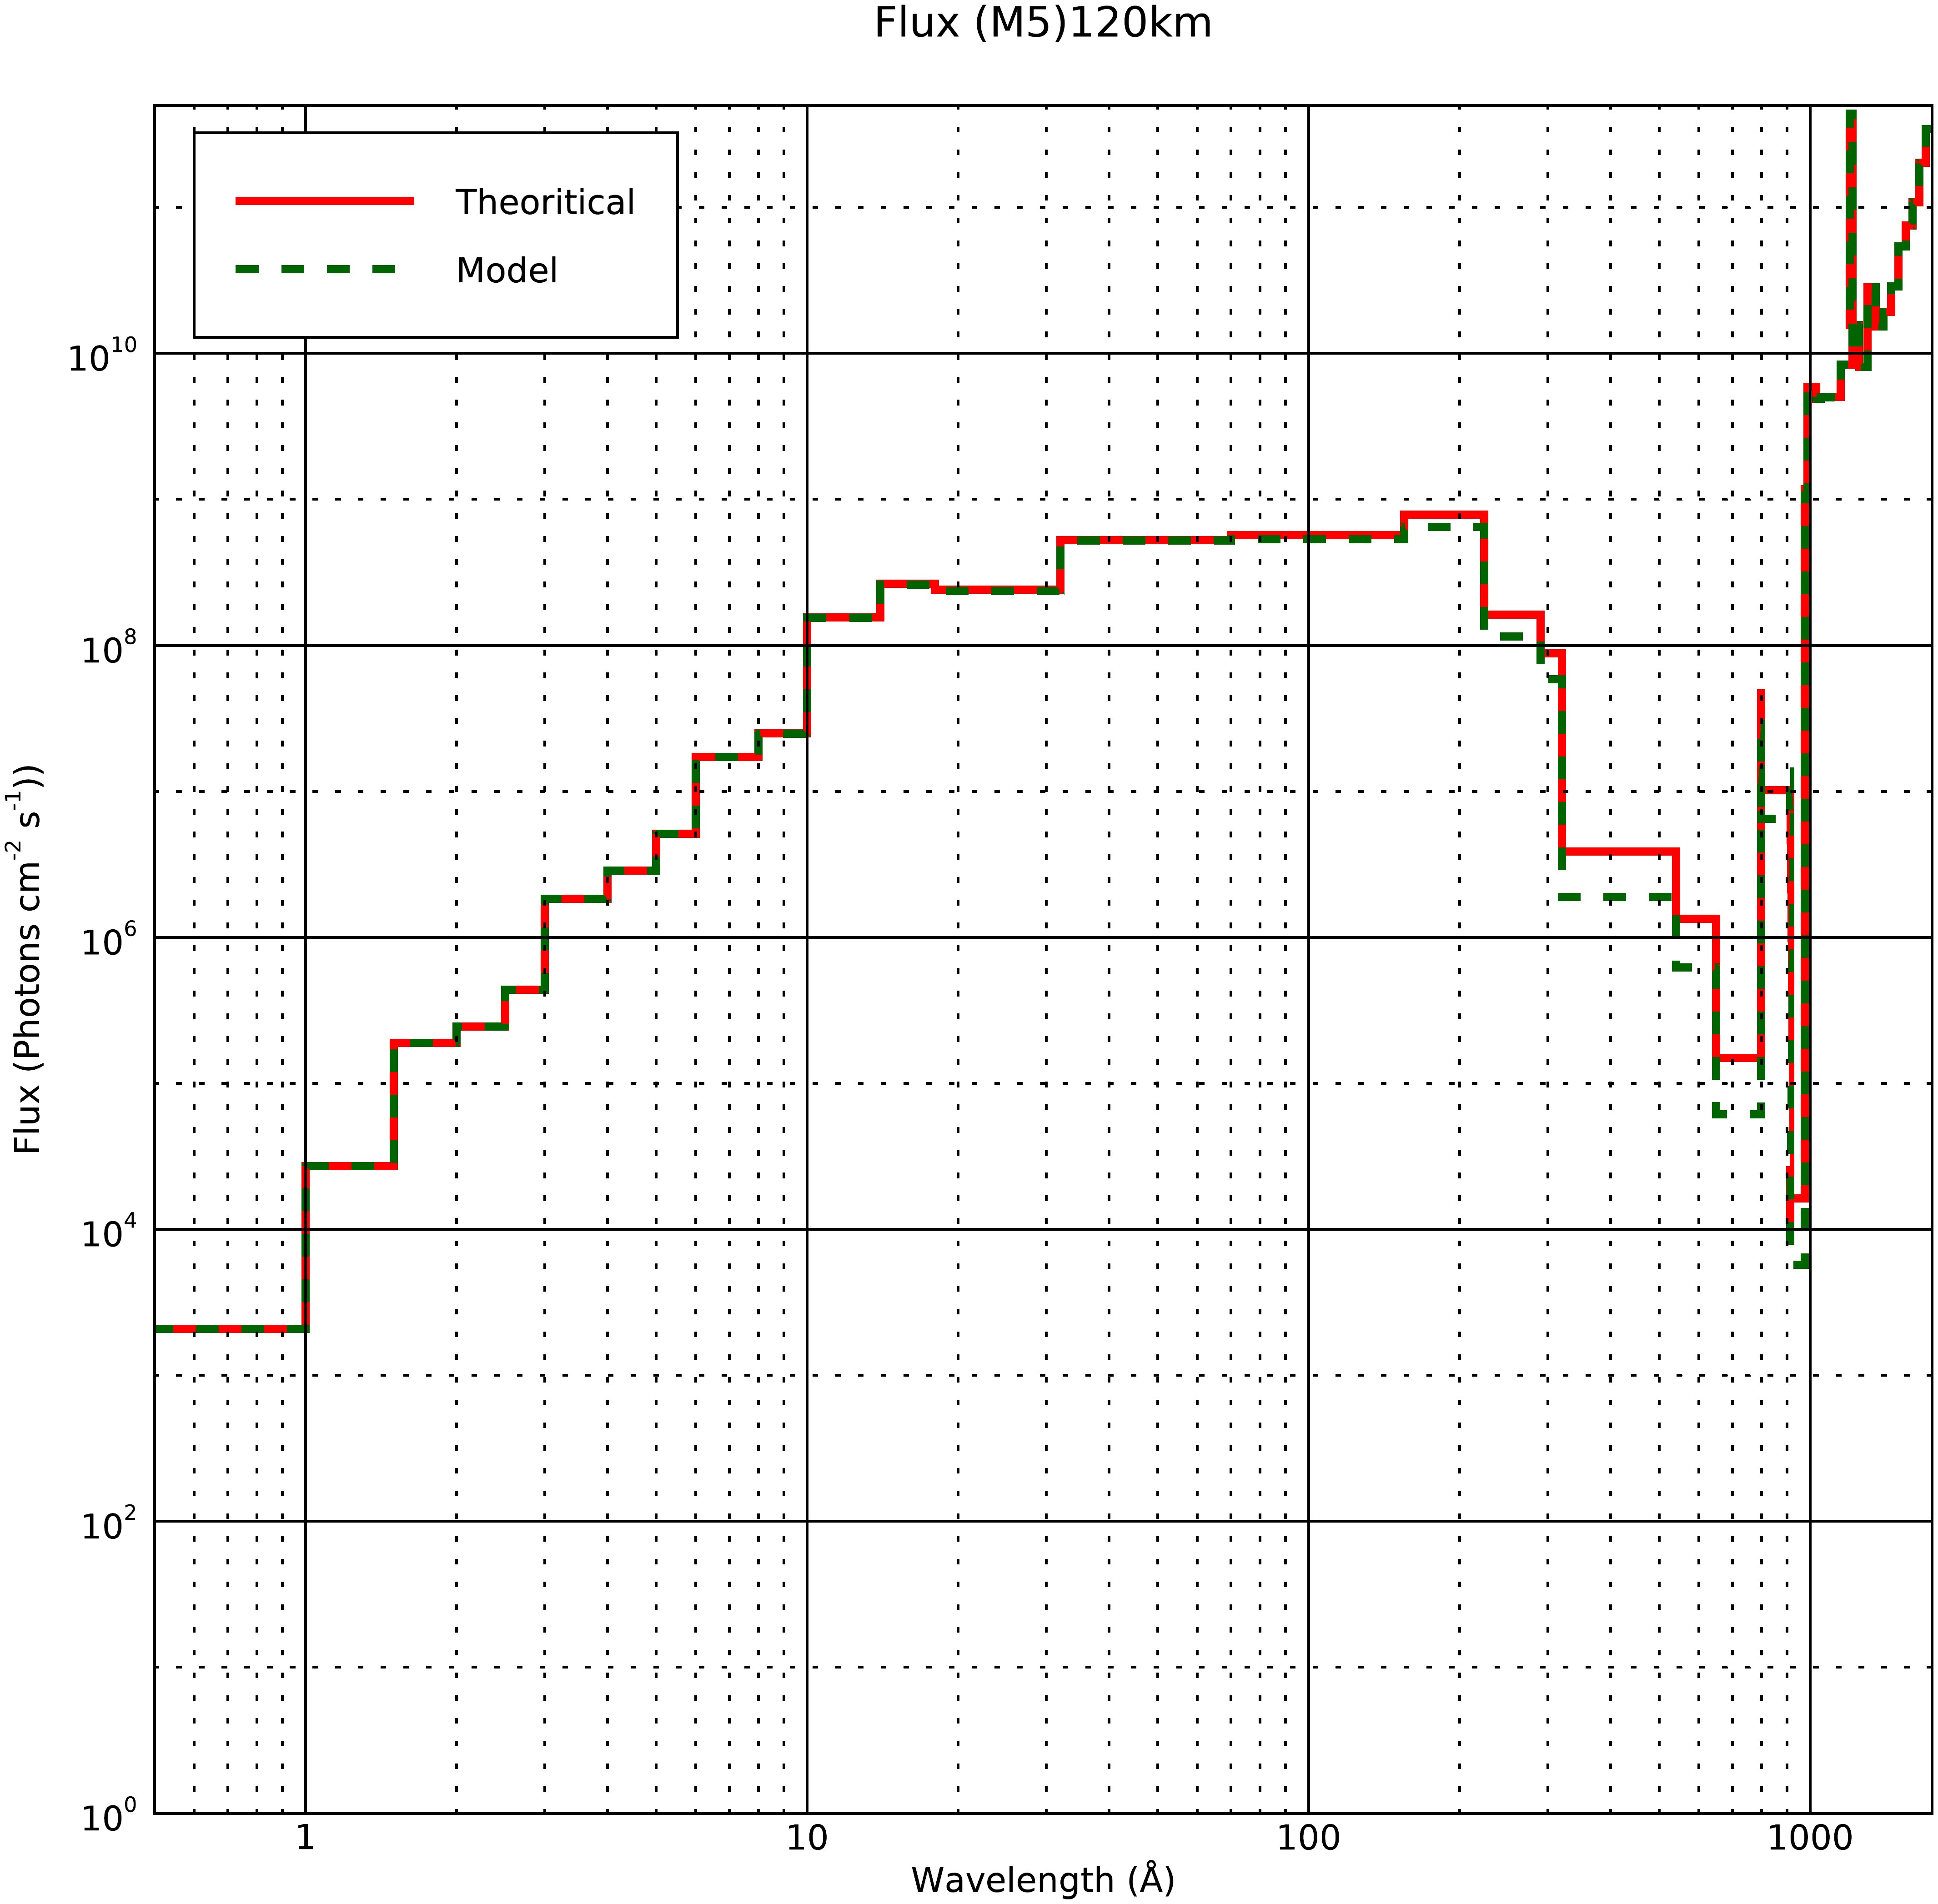 Flux (M5)120km
Theoritical
Model
Flux (Photons cm⁻² s⁻¹))
10¹⁰
10⁸
10⁶
10⁴
10²
10⁰
1 10 100 1000
Wavelength (Å)